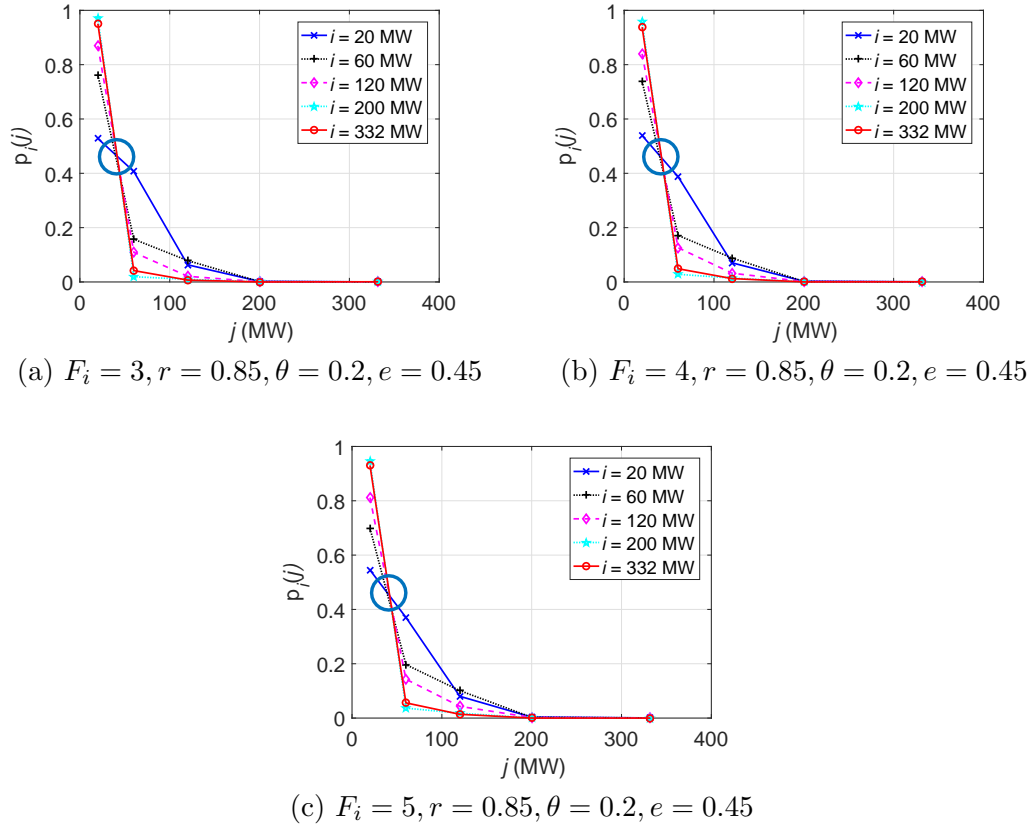 1
0.8
0.6
0.4
0.2
0
p_i(j)
0 100 200 300 400
j (MW)
i = 20 MW
i = 60 MW
i = 120 MW
i = 200 MW
i = 332 MW
(a) F_i = 3, r = 0.85, θ = 0.2, e = 0.45
1
0.8
0.6
0.4
0.2
0
p_i(j)
0 100 200 300 400
j (MW)
i = 20 MW
i = 60 MW
i = 120 MW
i = 200 MW
i = 332 MW
(b) F_i = 4, r = 0.85, θ = 0.2, e = 0.45
1
0.8
0.6
0.4
0.2
0
p_i(j)
0 100 200 300 400
j (MW)
i = 20 MW
i = 60 MW
i = 120 MW
i = 200 MW
i = 332 MW
(c) F_i = 5, r = 0.85, θ = 0.2, e = 0.45